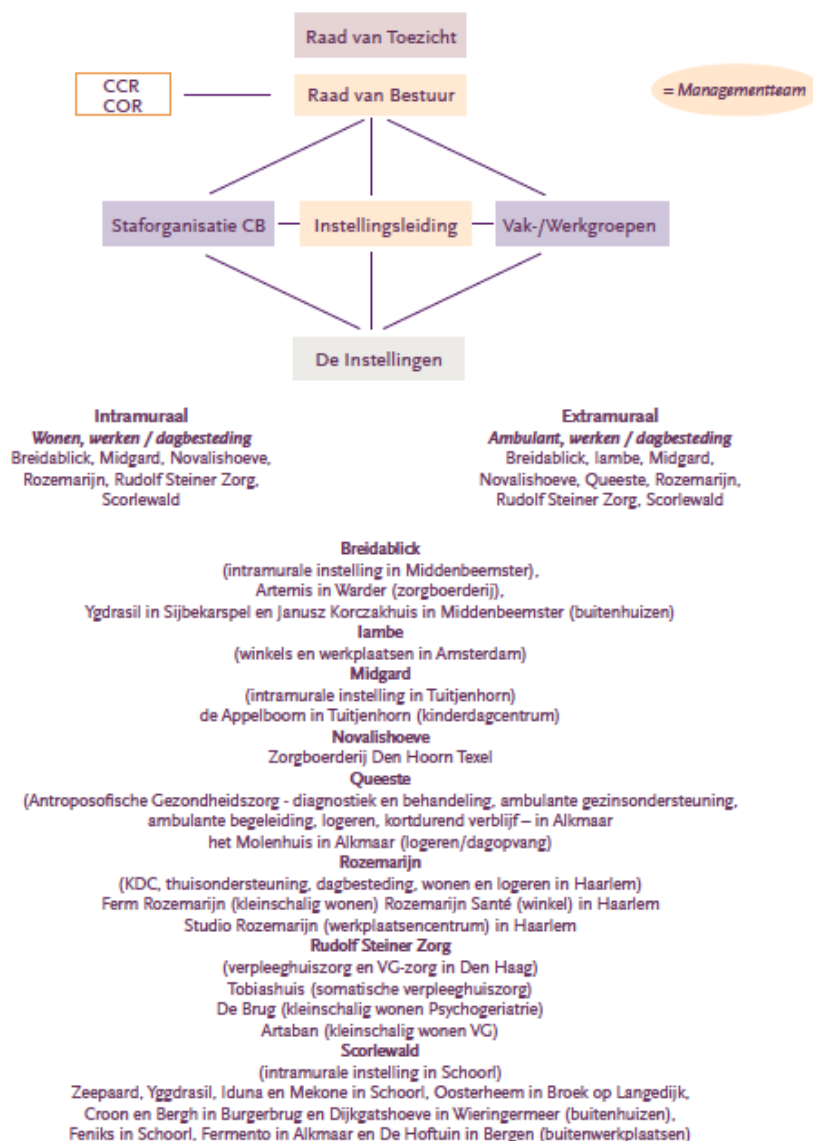 Raad van Toezicht
CCR
COR
Raad van Bestuur
= Managementteam
Staforganisatie CB
Instellingsleiding
Vak-/Werkgroepen
De Instellingen
Intramuraal
Wonen, werken / dagbesteding
Breidablick, Midgard, Novalishoeve,
Rozemarijn, Rudolf Steiner Zorg,
Scorlewald
Extramuraal
Ambulant, werken / dagbesteding
Breidablick, Iambe, Midgard,
Novalishoeve, Queeste, Rozemarijn,
Rudolf Steiner Zorg, Scorlewald
Breidablick
(intramurale instelling in Middenbeemster),
Artemis in Warder (zorgboerderij),
Ygdrasil in Sijbekarspel en Janusz Korczakhuis in Middenbeemster (buitenhuizen)
Iambe
(winkels en werkplaatsen in Amsterdam)
Midgard
(intramurale instelling in Tuitjenhorn)
de Appelboom in Tuitjenhorn (kinderdagcentrum)
Novalishoeve
Zorgboerderij Den Hoorn Texel
Queeste
(Antroposofische Gezondheidszorg - diagnostiek en behandeling, ambulante gezinsondersteuning,
ambulante begeleiding, logeren, kortdurend verblijf – in Alkmaar
het Molenhuis in Alkmaar (logeren/dagopvang)
Rozemarijn
(KDC, thuisondersteuning, dagbesteding, wonen en logeren in Haarlem)
Ferm Rozemarijn (kleinschalig wonen) Rozemarijn Santé (winkel) in Haarlem
Studio Rozemarijn (werkplaatsencentrum) in Haarlem
Rudolf Steiner Zorg
(verpleeghuiszorg en VG-zorg in Den Haag)
Tobiashuis (somatische verpleeghuiszorg)
De Brug (kleinschalig wonen Psychogeriatrie)
Artaban (kleinschalig wonen VG)
Scorlewald
(intramurale instelling in Schoorl)
Zeepaard, Yggdrasil, Iduna en Mekone in Schoorl, Oosterheem in Broek op Langedijk,
Croon en Bergh in Burgerbrug en Dijkgatshoeve in Wieringermeer (buitenhuizen),
Feniks in Schoorl, Fermento in Alkmaar en De Hoftuin in Bergen (buitenwerkplaatsen)